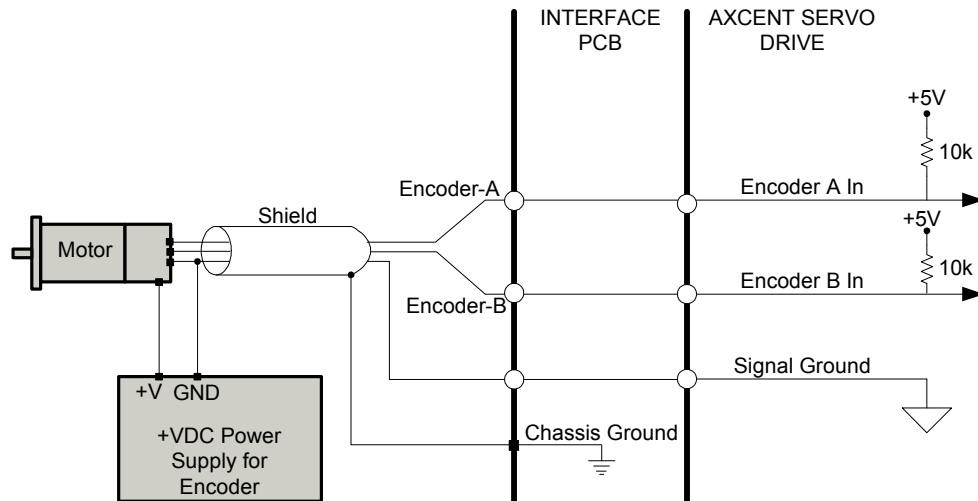 INTERFACE
PCB
AXCENT SERVO
DRIVE
+5V
10k
Encoder-A
Encoder A In
Shield
+5V
Motor
10k
Encoder B In
Encoder-B
Signal Ground
+V GND
Chassis Ground
+VDC Power
Supply for
Encoder